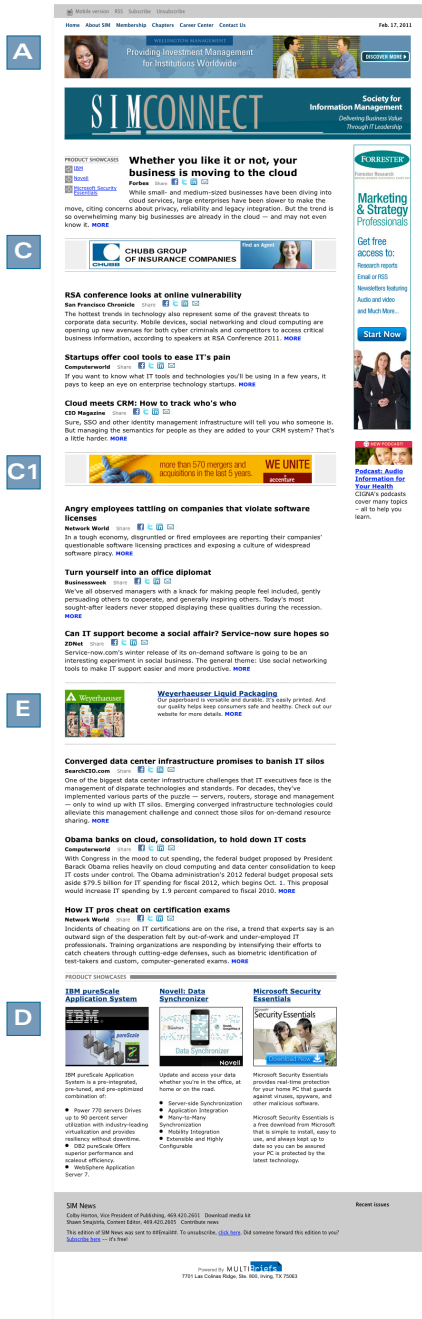 Mobile version RSS Subscribe Unsubscribe
Home About SIM Membership Chapters Career Center Contact Us Feb. 17, 2011
A
WELLINGTON MANAGEMENT
Providing Investment Management
for Institutions Worldwide
DISCOVER MORE
SIMCONNECT
Society for
Information Management
Delivering Business Value
Through IT Leadership
PRODUCT SHOWCASES
IBM
Novell
Microsoft Security
Essentials
Whether you like it or not, your
business is moving to the cloud
Forbes Share
While small- and medium-sized businesses have been diving into
cloud services, large enterprises have been slower to make the
move, citing concerns about privacy, reliability and legacy integration. But the trend is
so overwhelming many big businesses are already in the cloud — and may not even
know it. MORE
FORRESTER
Forrester Research
Marketing
& Strategy
Professionals
Get free
access to:
Research reports
Email or RSS
Newsletters featuring
Audio and video
and Much More...
Start Now
C
CHUBB
CHUBB GROUP
OF INSURANCE COMPANIES
Find an Agent
RSA conference looks at online vulnerability
San Francisco Chronicle Share
The hottest trends in technology also represent some of the gravest threats to
corporate data security. Mobile devices, social networking and cloud computing are
opening up new avenues for both cyber criminals and competitors to access critical
business information, according to speakers at RSA Conference 2011. MORE
Startups offer cool tools to ease IT's pain
Computerworld Share
If you want to know what IT tools and technologies you'll be using in a few years, it
pays to keep an eye on enterprise technology startups. MORE
Cloud meets CRM: How to track who's who
CIO Magazine Share
Sure, SSO and other identity management infrastructure will tell you who someone is.
But managing the semantics for people as they are added to your CRM system? That's
a little harder. MORE
NEW PODCAST!
Podcast: Audio
Information for
Your Health
CIGNA's podcasts
cover many topics
– all to help you
learn.
C1
more than 570 mergers and
acquisitions in the last 5 years.
WE UNITE
accenture
Angry employees tattling on companies that violate software
licenses
Network World Share
In a tough economy, disgruntled or fired employees are reporting their companies'
questionable software licensing practices and exposing a culture of widespread
software piracy. MORE
Turn yourself into an office diplomat
Businessweek Share
We've all observed managers with a knack for making people feel included, gently
persuading others to cooperate, and generally inspiring others. Today's most
sought-after leaders never stopped displaying these qualities during the recession.
MORE
Can IT support become a social affair? Service-now sure hopes so
ZDNet Share
Service-now.com's winter release of its on-demand software is going to be an
interesting experiment in social business. The general theme: Use social networking
tools to make IT support easier and more productive. MORE
E
Weyerhaeuser
Weyerhaeuser Liquid Packaging
Our paperboard is versatile and durable. It's easily printed. And
our quality helps keep consumers safe and healthy. Check out our
website for more details. MORE
Converged data center infrastructure promises to banish IT silos
SearchCIO.com Share
One of the biggest data center infrastructure challenges that IT executives face is the
management of disparate technologies and standards. For decades, they've
implemented various parts of the puzzle — servers, routers, storage and management
— only to wind up with IT silos. Emerging converged infrastructure technologies could
alleviate this management challenge and connect those silos for on-demand resource
sharing. MORE
Obama banks on cloud, consolidation, to hold down IT costs
Computerworld Share
With Congress in the mood to cut spending, the federal budget proposed by President
Barack Obama relies heavily on cloud computing and data center consolidation to keep
IT costs under control. The Obama administration's 2012 federal budget proposal sets
aside $79.5 billion for IT spending for fiscal 2012, which begins Oct. 1. This proposal
would increase IT spending by 1.9 percent compared to fiscal 2010. MORE
How IT pros cheat on certification exams
Network World Share
Incidents of cheating on IT certifications are on the rise, a trend that experts say is an
outward sign of the desperation felt by out-of-work and under-employed IT
professionals. Training organizations are responding by intensifying their efforts to
catch cheaters through cutting-edge defenses, such as biometric identification of
test-takers and custom, computer-generated exams. MORE
PRODUCT SHOWCASES
D
IBM pureScale
Application System
IBM
pureScale
IBM pureScale Application
System is a pre-integrated,
pre-tuned, and pre-optimized
combination of:
● Power 770 servers Drives
up to 90 percent server
utilization with industry-leading
virtualization and provides
resiliency without downtime.
● DB2 pureScale Offers
superior performance and
scaleout efficiency.
● WebSphere Application
Server 7.
Novell: Data
Synchronizer
Data Synchronizer
Novell
Update and access your data
whether you're in the office, at
home or on the road.
● Server-side Synchronization
● Application Integration
● Many-to-Many
Synchronization
● Mobility Integration
● Extensible and Highly
Configurable
Microsoft Security
Essentials
Security Essentials
Download Now
Microsoft Security Essentials
provides real-time protection
for your home PC that guards
against viruses, spyware, and
other malicious software.
Microsoft Security Essentials is
a free download from Microsoft
that is simple to install, easy to
use, and always kept up to
date so you can be assured
your PC is protected by the
latest technology.
SIM News
Colby Horton, Vice President of Publishing, 469.420.2601 Download media kit
Shawn Smajstrla, Content Editor, 469.420.2605 Contribute news
This edition of SIM News was sent to ##Email##. To unsubscribe, click here. Did someone forward this edition to you?
Subscribe here -- it's free!
Recent issues
Powered By MULTIBriefs
7701 Las Colinas Ridge, Ste. 800, Irving, TX 75063